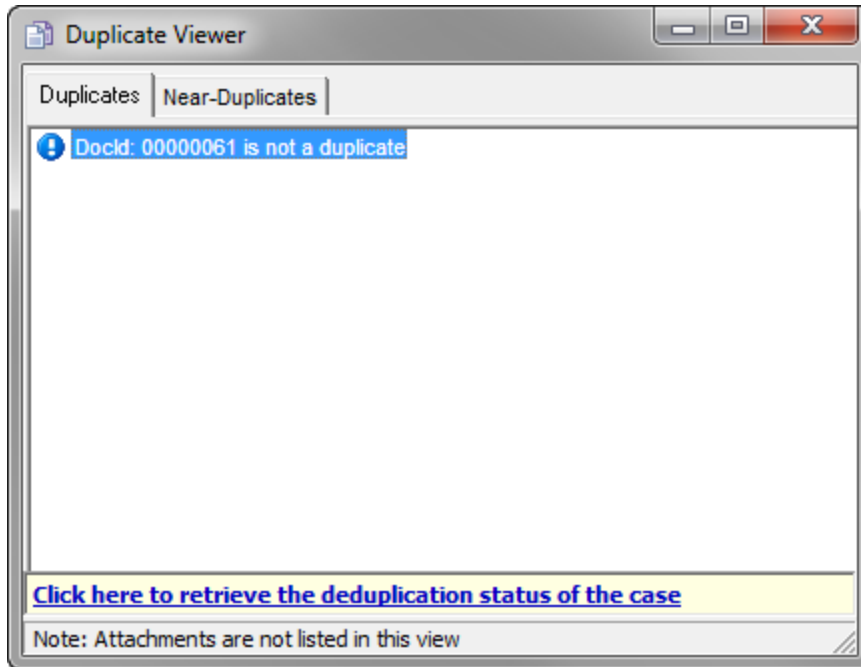 Duplicate Viewer
Duplicates Near-Duplicates
DocId: 00000061 is not a duplicate
Click here to retrieve the deduplication status of the case
Note: Attachments are not listed in this view